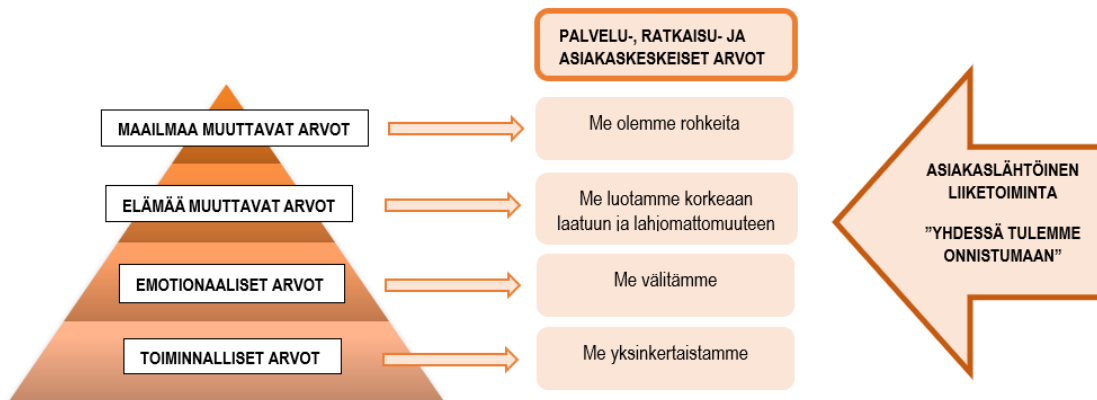 PALVELU-, RATKAISU- JA
ASIAKASKESKEISET ARVOT
MAAILMAA MUUTTAVAT ARVOT
Me olemme rohkeita
ELÄMÄÄ MUUTTAVAT ARVOT
Me luotamme korkeaan
laatuun ja lahjomattomuuteen
EMOTIONAALISET ARVOT
Me välitämme
TOIMINNALLISET ARVOT
Me yksinkertaistamme
ASIAKASLÄHTÖINEN
LIIKETOIMINTA
”YHDESSÄ TULEMME
ONNISTUMAAN”